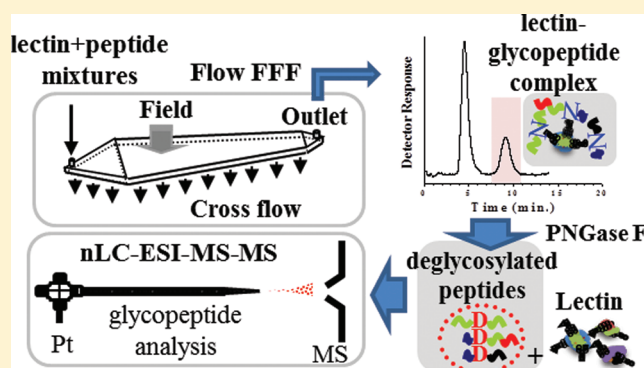 lectin+peptide
mixtures
Flow FFF
Field
Outlet
Cross flow
lectin-
glycopeptide
complex
Detector Response
N
N
N
N
0 5 10 15 20
Time (min.)
PNGase F
deglycosylated
peptides
D
D
D
+
Lectin
nLC-ESI-MS-MS
glycopeptide
analysis
Pt
MS